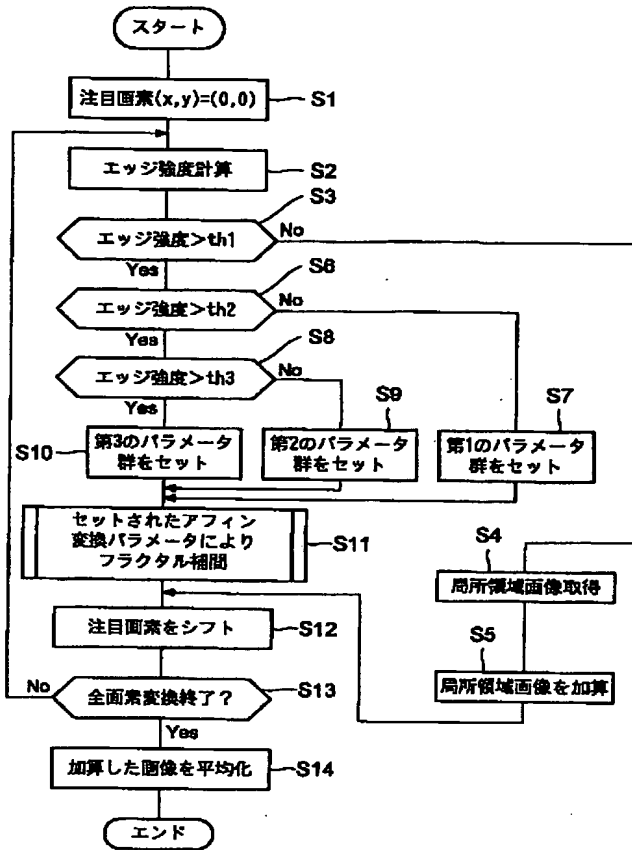 スタート
注目画素(x,y)=(0,0)
S1
エッジ強度計算
S2
S3
エッジ強度>th1
No
Yes
S6
エッジ強度>th2
No
Yes
S8
エッジ強度>th3
No
Yes
S9
S7
S10
第3のパラメータ
群をセット
第2のパラメータ
群をセット
第1のパラメータ
群をセット
セットされたアフィン
変換パラメータにより
フラクタル補間
S11
S4
局所領域画像取得
注目画素をシフト
S12
S5
局所領域画像を加算
No
全画素変換終了?
S13
Yes
加算した画像を平均化
S14
エンド